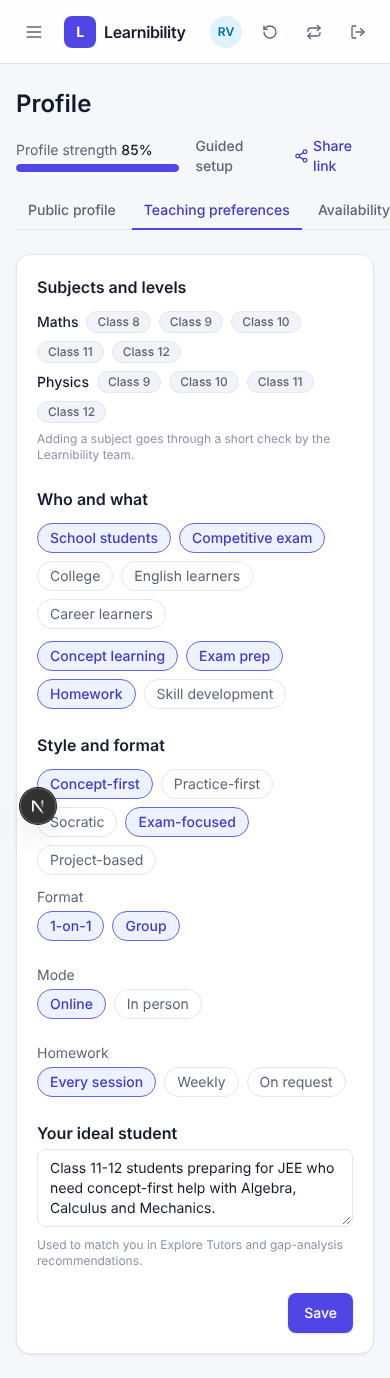 L Learnibility RV
Profile
Profile strength 85%
Guided
setup
Share
link
Public profile Teaching preferences Availability
Subjects and levels
Maths Class 8 Class 9 Class 10
Class 11 Class 12
Physics Class 9 Class 10 Class 11
Class 12
Adding a subject goes through a short check by the
Learnibility team.
Who and what
School students Competitive exam
College English learners
Career learners
Concept learning Exam prep
Homework Skill development
Style and format
Concept-first Practice-first
N
Socratic Exam-focused
Project-based
Format
1-on-1 Group
Mode
Online In person
Homework
Every session Weekly On request
Your ideal student
Class 11-12 students preparing for JEE who
need concept-first help with Algebra,
Calculus and Mechanics.
Used to match you in Explore Tutors and gap-analysis
recommendations.
Save